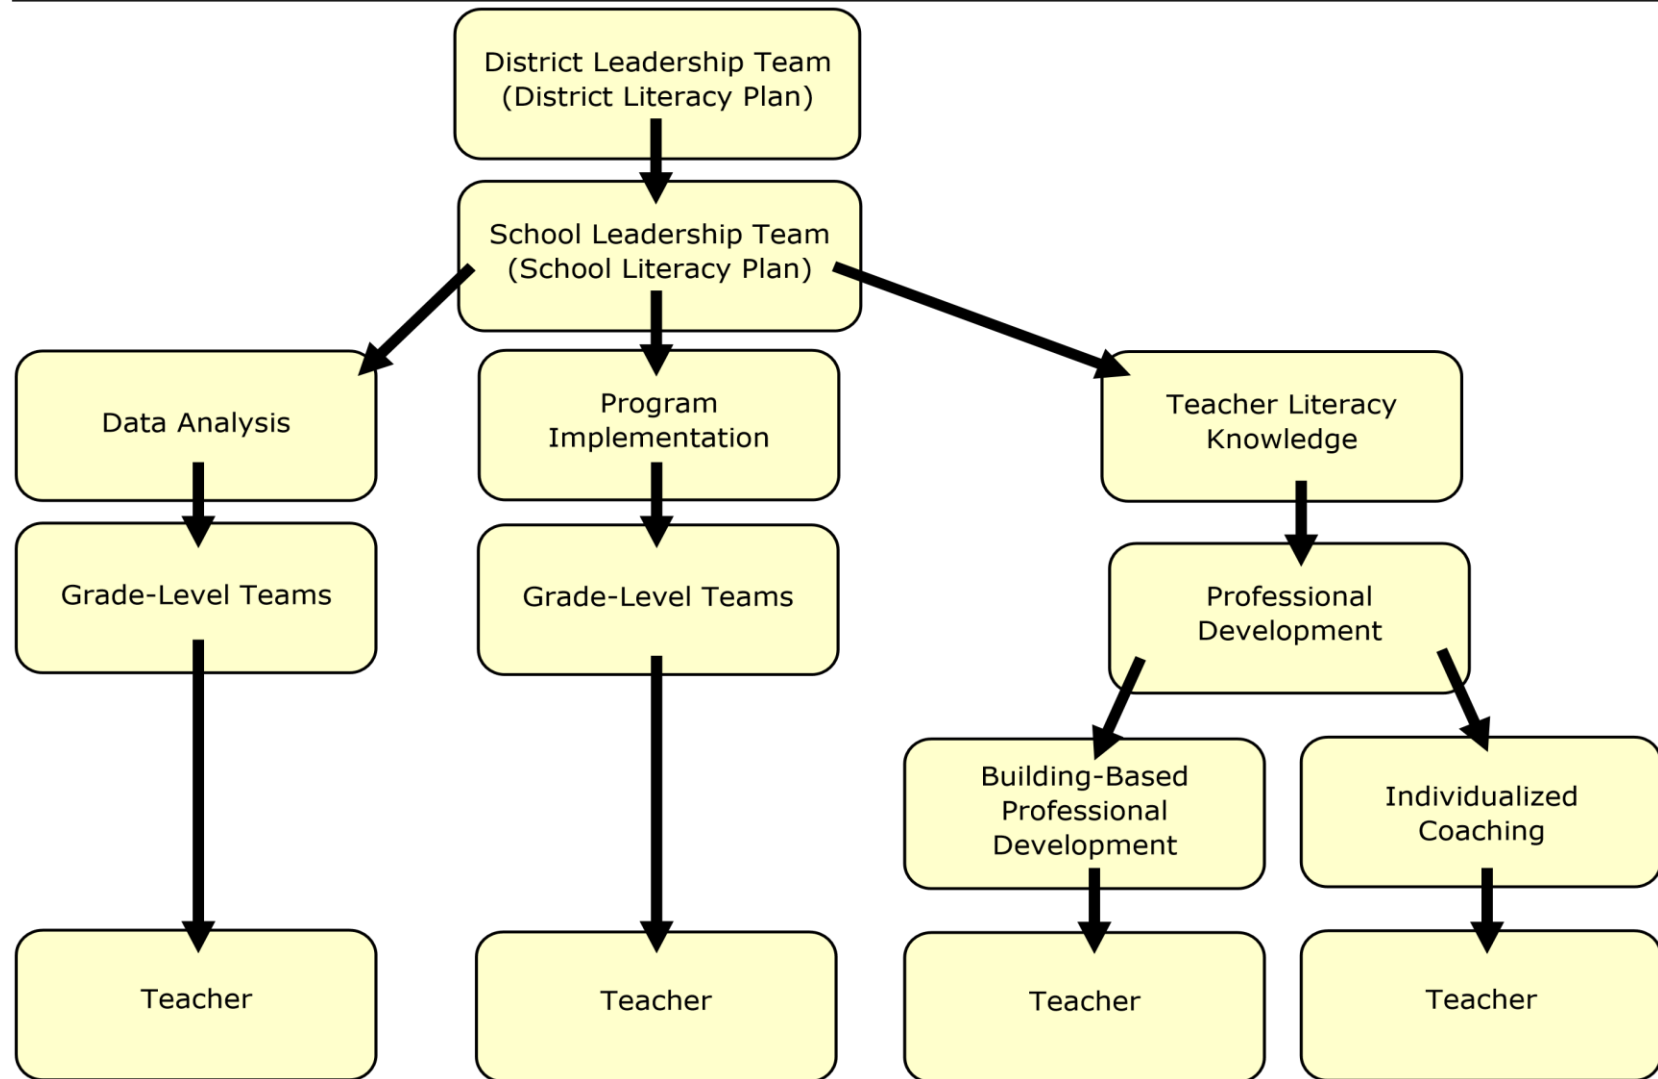 District Leadership Team
(District Literacy Plan)
School Leadership Team
(School Literacy Plan)
Data Analysis
Program
Implementation
Teacher Literacy
Knowledge
Grade-Level Teams
Grade-Level Teams
Professional
Development
Building-Based
Professional
Development
Individualized
Coaching
Teacher
Teacher
Teacher
Teacher